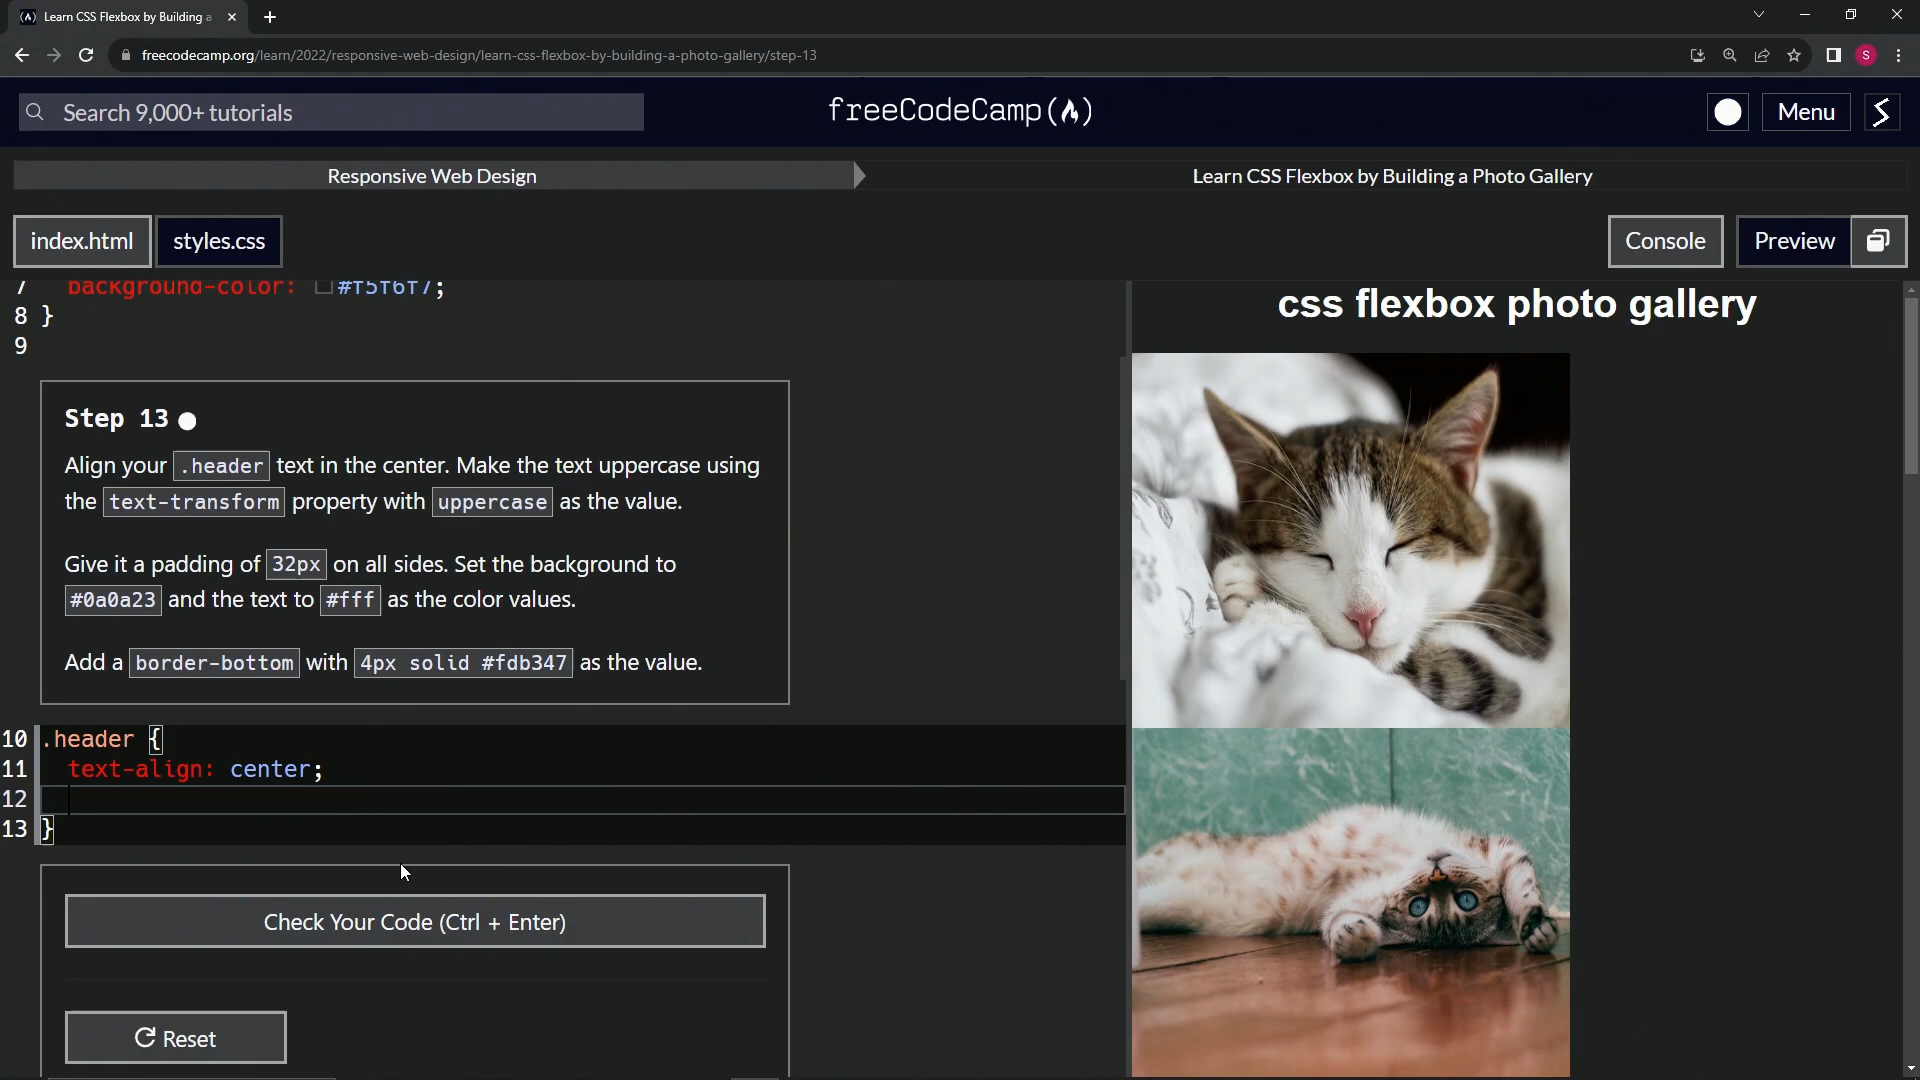 Learn CSS Flexbox by Building a
freecodecamp.org/learn/2022/responsive-web-design/learn-css-flexbox-by-building-a-photo-gallery/step-13
S
Search 9,000+ tutorials
freeCodeCamp
Menu
Responsive Web Design
Learn CSS Flexbox by Building a Photo Gallery
index.html
styles.css
Console
Preview
7 background-color: #f5f6f7;
8 }
9
css flexbox photo gallery
Step 13
Align your .header text in the center. Make the text uppercase using
the text-transform property with uppercase as the value.
Give it a padding of 32px on all sides. Set the background to
#0a0a23 and the text to #fff as the color values.
Add a border-bottom with 4px solid #fdb347 as the value.
10 .header {
11 text-align: center;
12
13 }
Check Your Code (Ctrl + Enter)
Reset